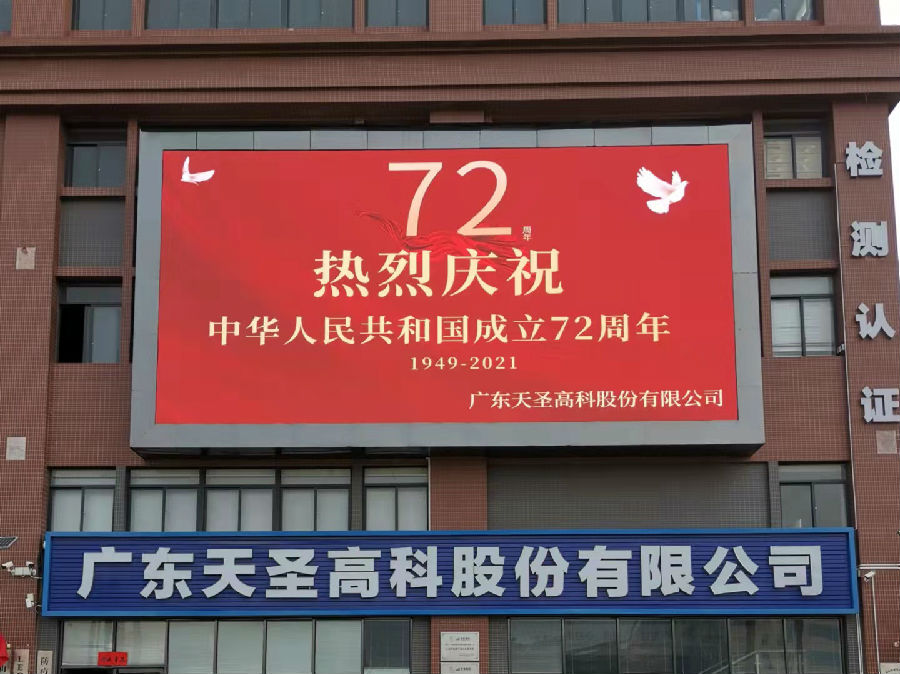 72
周年
热烈庆祝
中华人民共和国成立72周年
1949-2021
广东天圣高科股份有限公司
检测认证
广东天圣高科股份有限公司